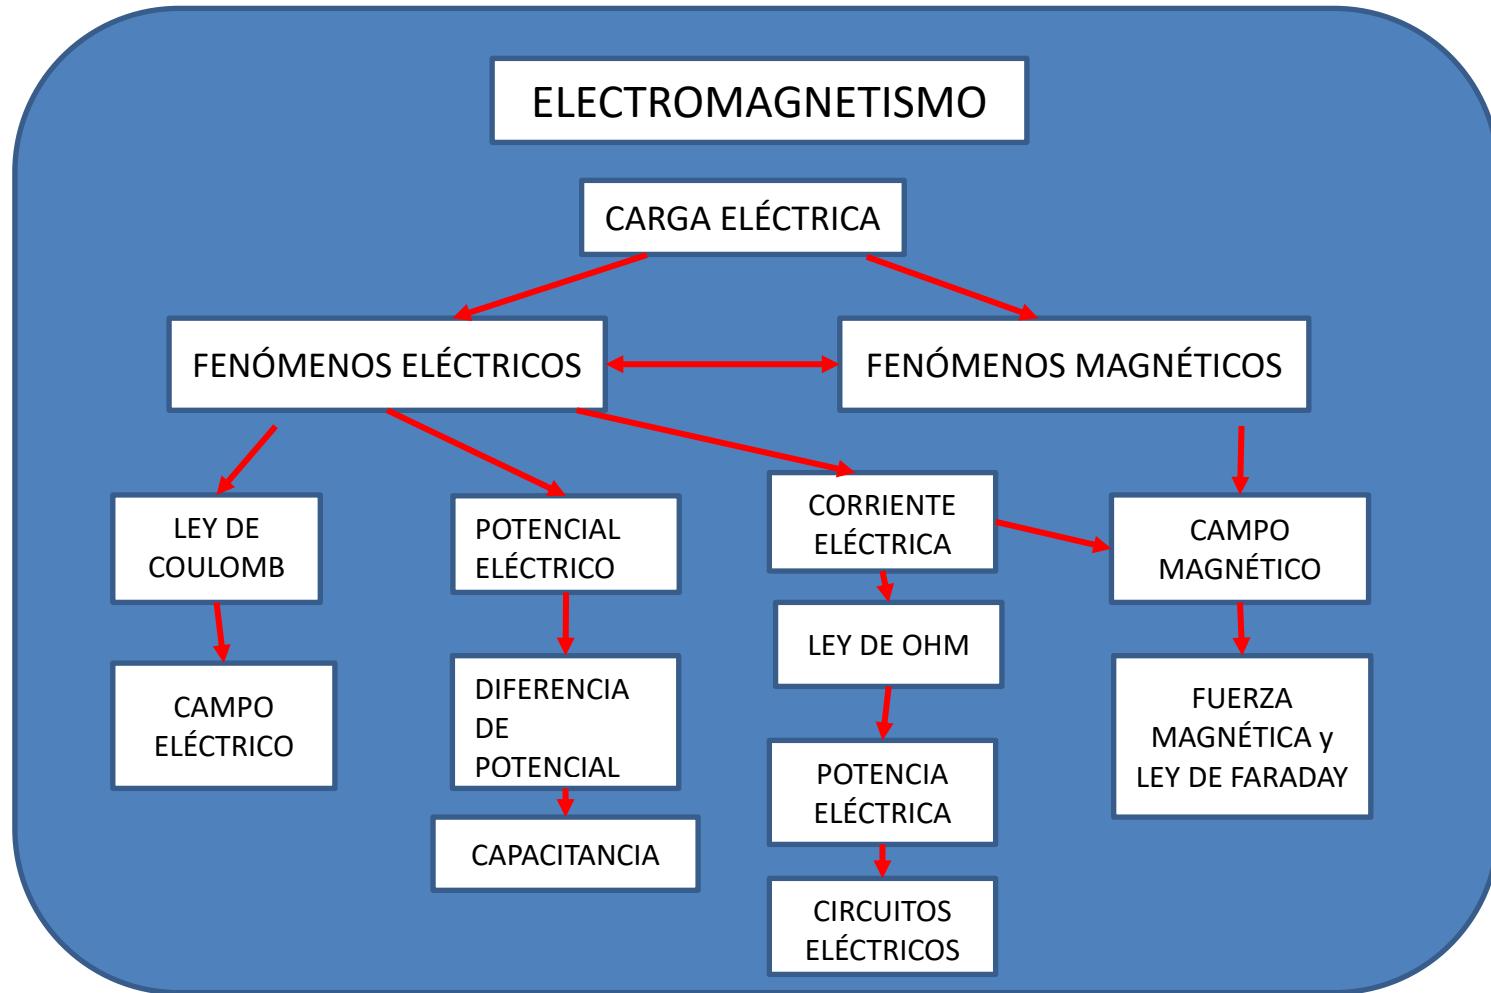 ELECTROMAGNETISMO
CARGA ELÉCTRICA
FENÓMENOS ELÉCTRICOS
FENÓMENOS MAGNÉTICOS
LEY DE
COULOMB
CAMPO
ELÉCTRICO
POTENCIAL
ELÉCTRICO
DIFERENCIA
DE
POTENCIAL
CAPACITANCIA
CORRIENTE
ELÉCTRICA
LEY DE OHM
POTENCIA
ELÉCTRICA
CIRCUITOS
ELÉCTRICOS
CAMPO
MAGNÉTICO
FUERZA
MAGNÉTICA y
LEY DE FARADAY